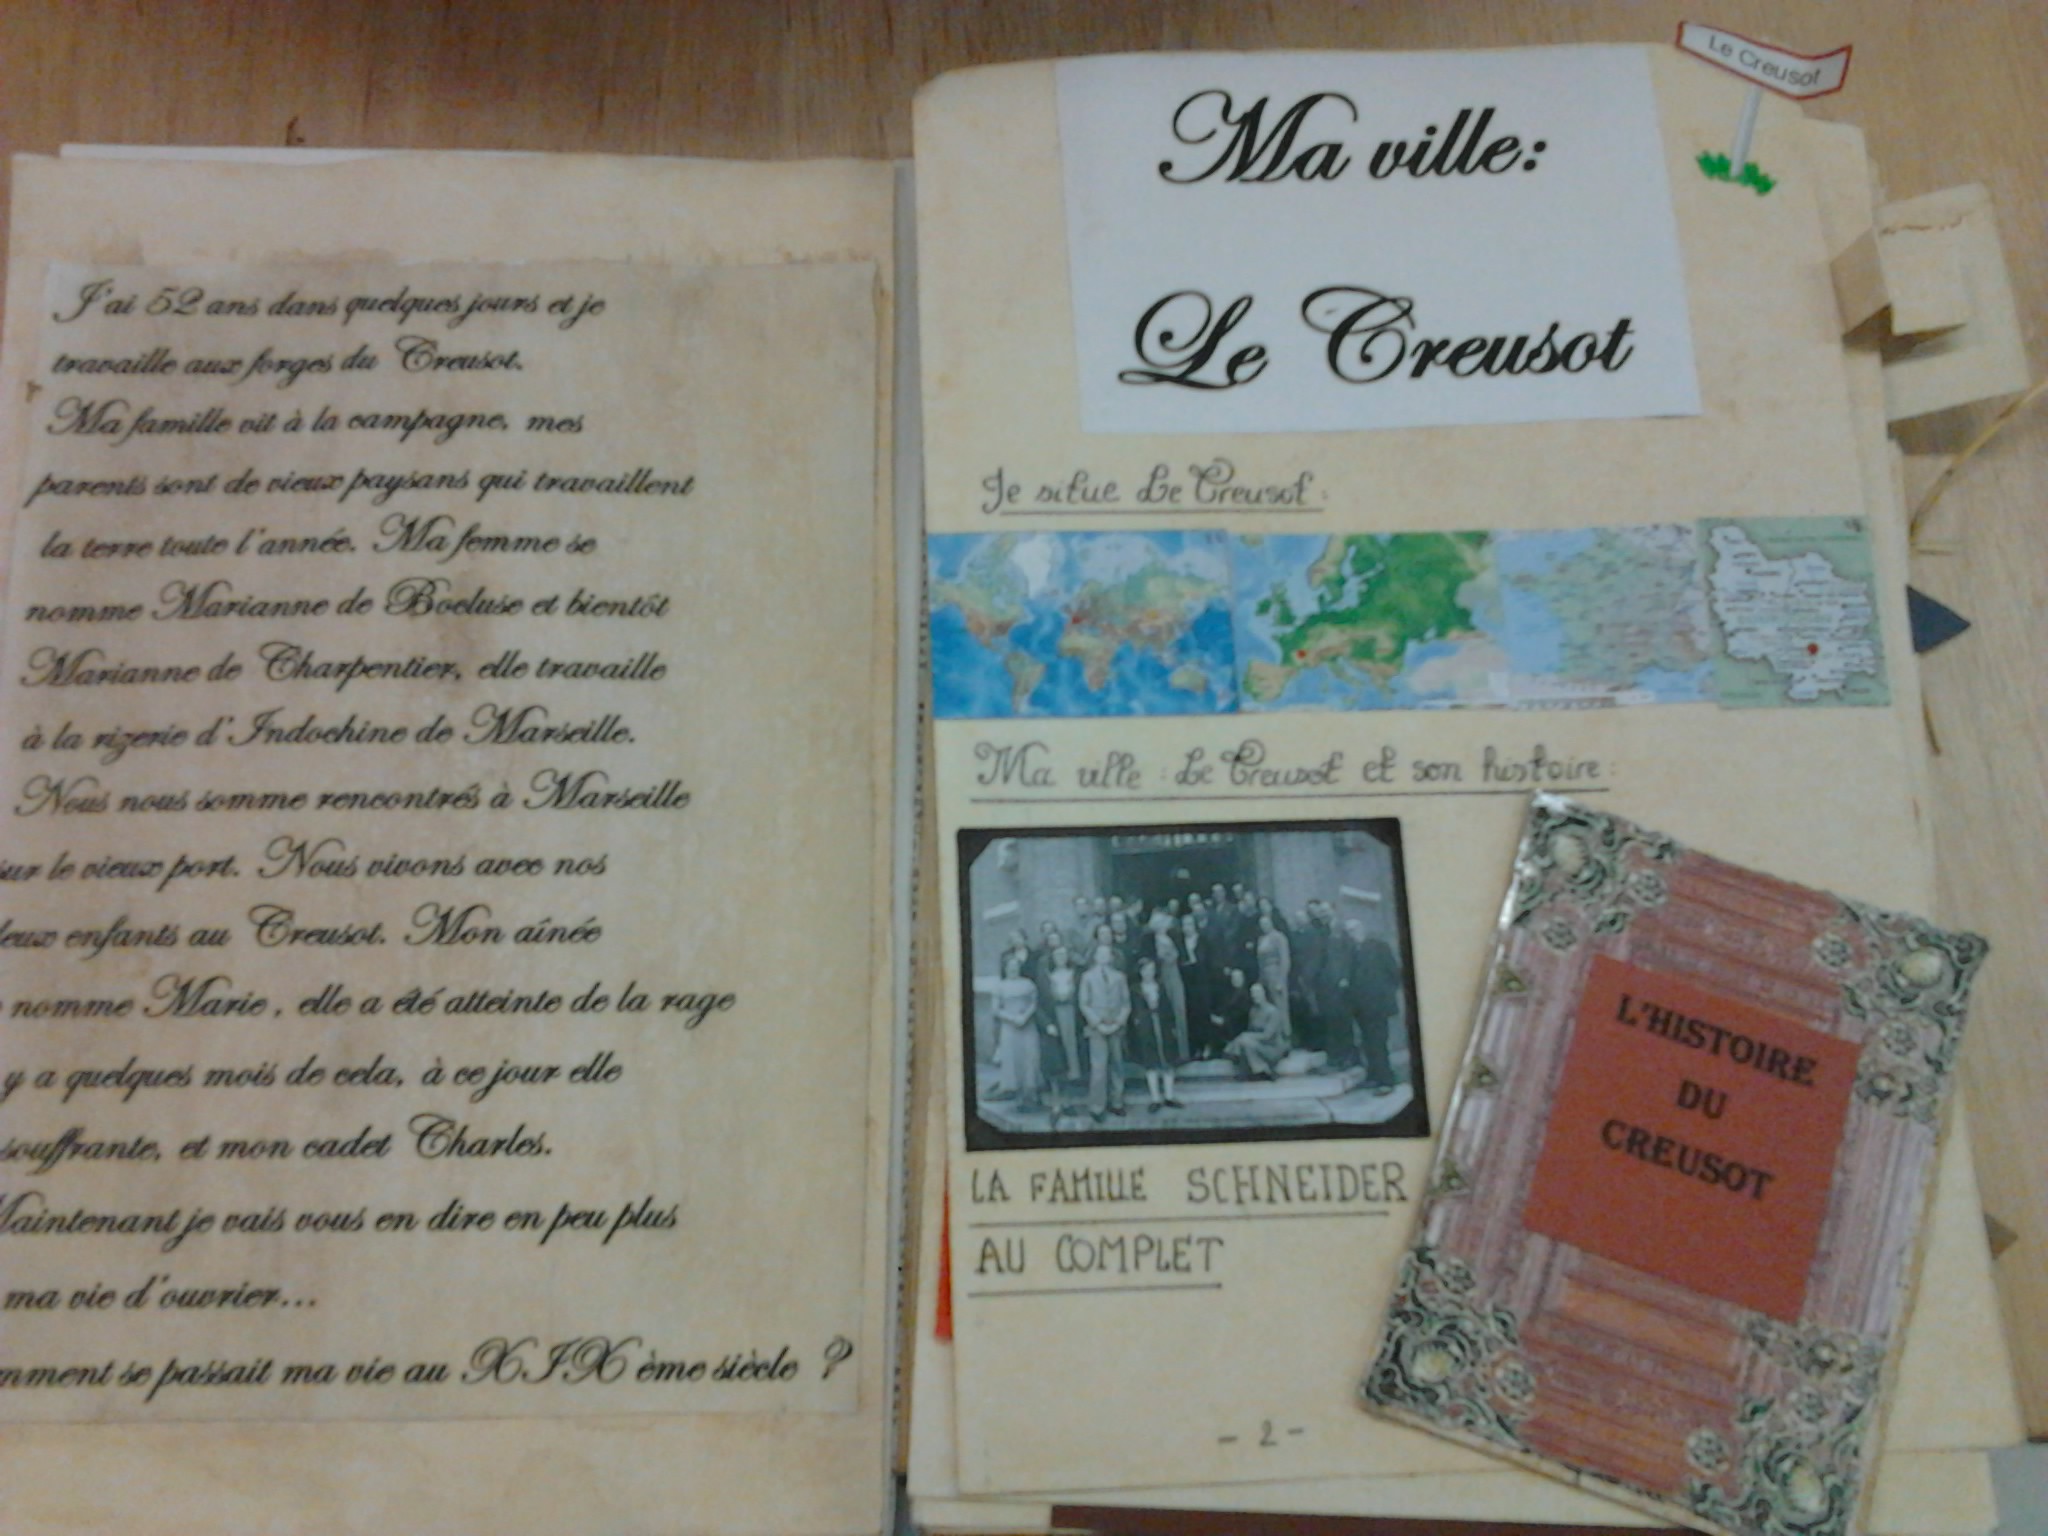 J'ai 52 ans dans quelques jours et je
travaille aux forges du Creusot.
Ma famille vit à la campagne, mes
parents sont de vieux paysans qui travaillent
la terre toute l'année. Ma femme se
nomme Marianne de Boeluse et bientôt
Marianne de Charpentier, elle travaille
à la rizerie d'Indochine de Marseille.
Nous nous somme rencontrés à Marseille
sur le vieux port. Nous vivons avec nos
deux enfants au Creusot. Mon aînée
nomme Marie, elle a été atteinte de la rage
y a quelques mois de cela, à ce jour elle
souffrante, et mon cadet Charles.
Maintenant je vais vous en dire en peu plus
ma vie d'ouvrier...
mment se passait ma vie au XIX ème siècle ?
Le Creusot
Ma ville:
Le Creusot
Je situe Le Creusot:
Ma ville : Le Creusot et son histoire :
LA FAMILLE SCHNEIDER
AU COMPLET
L'HISTOIRE
DU
CREUSOT
- 2 -